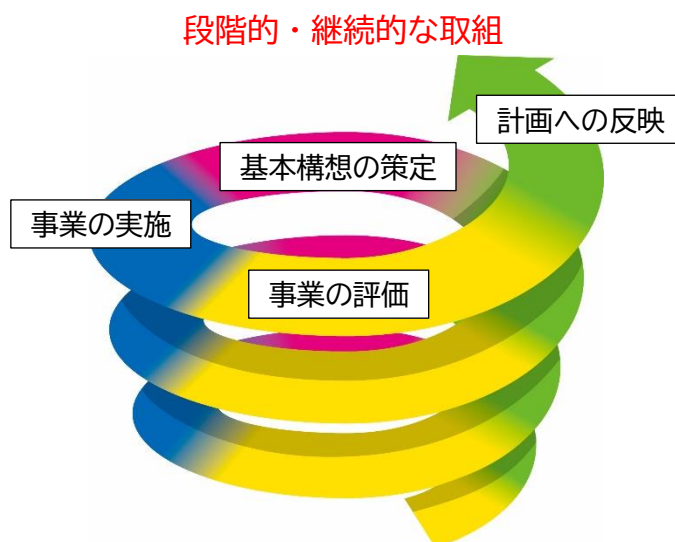 段階的・継続的な取組
計画への反映
基本構想の策定
事業の実施
事業の評価